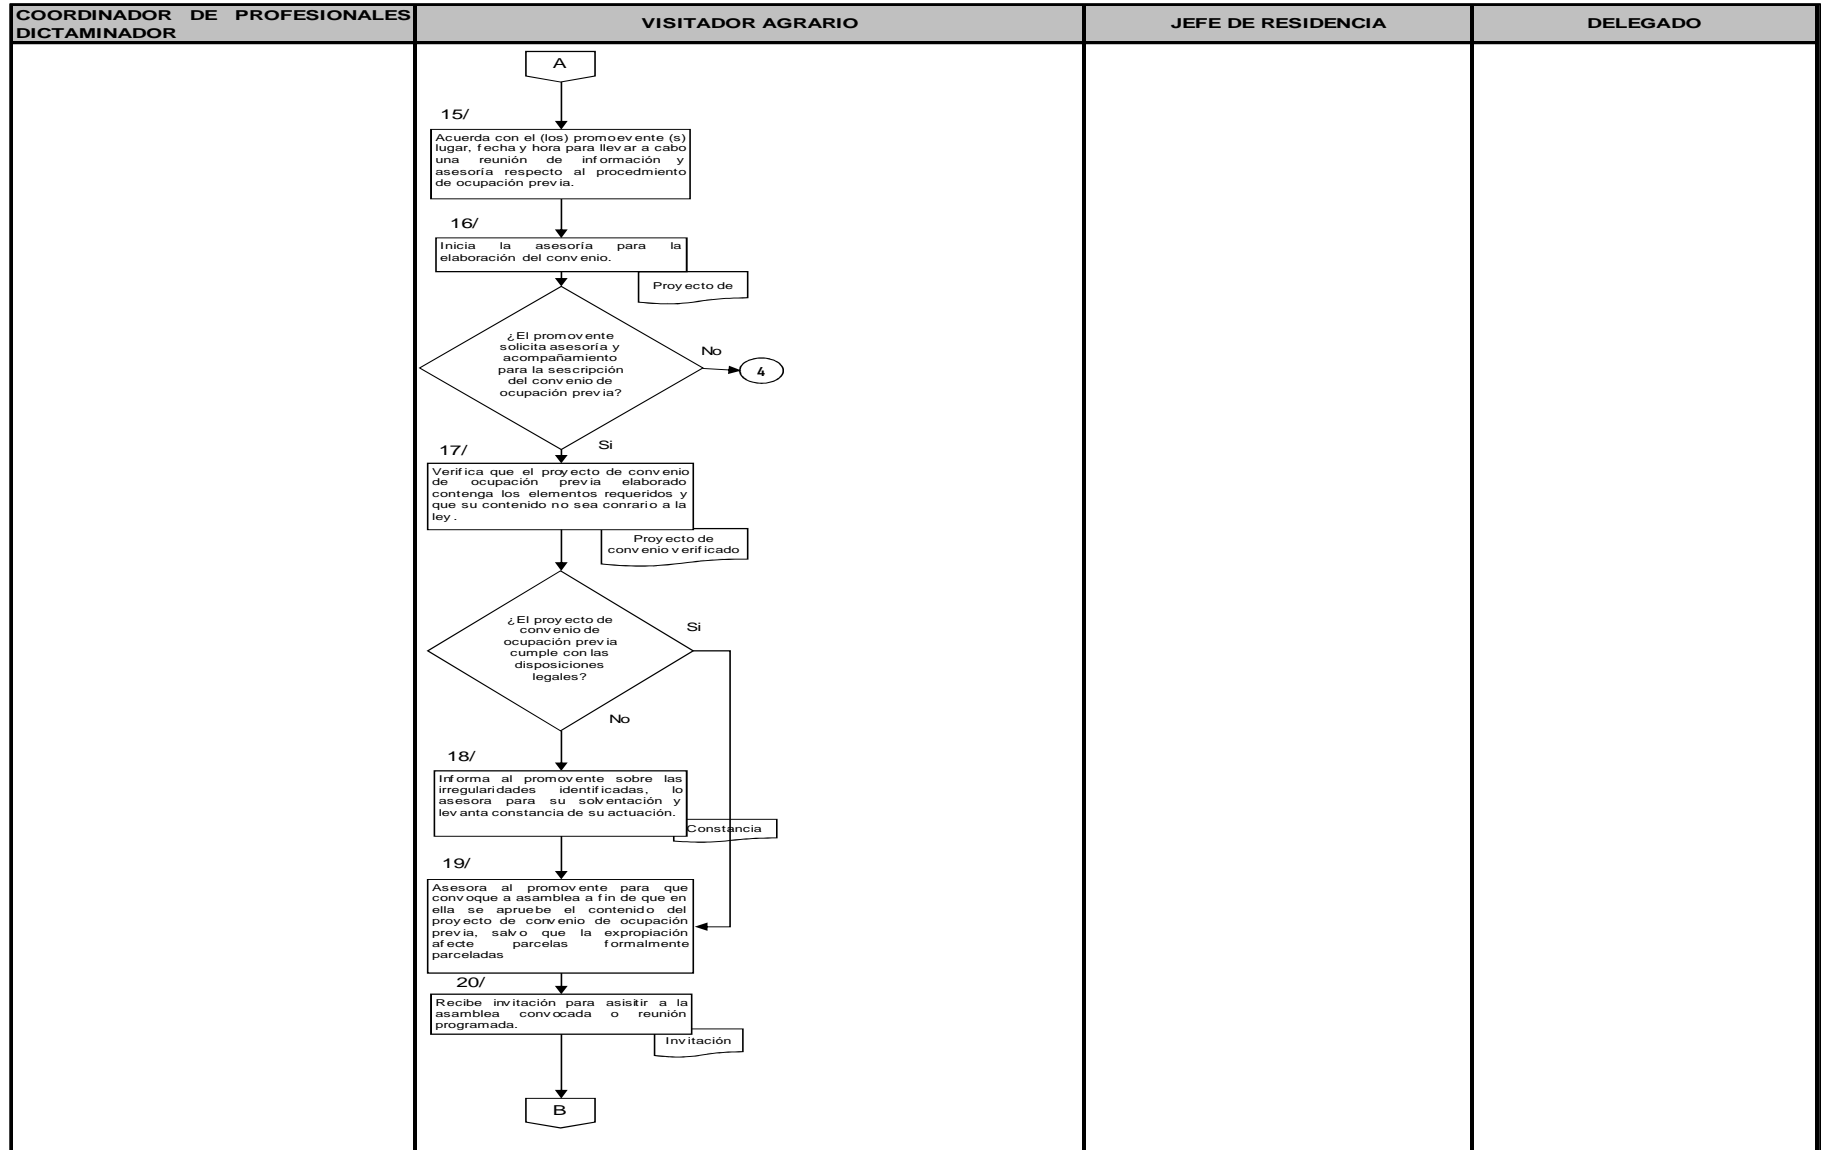 COORDINADOR DE PROFESIONALES
DICTAMINADOR
VISITADOR AGRARIO
JEFE DE RESIDENCIA
DELEGADO
A
15/
Acuerda con el (los) promoevente (s)
lugar, fecha y hora para llevar a cabo
una reunión de información y
asesoría respecto al procedmiento
de ocupación previa.
16/
Inicia la asesoría para la
elaboración del convenio.
Proyecto de
¿El promovente
solicita asesoría y
acompañamiento
para la sescripción
del convenio de
ocupación previa?
No
4
Si
17/
Verifica que el proyecto de convenio
de ocupación previa elaborado
contenga los elementos requeridos y
que su contenido no sea conrario a la
ley.
Proyecto de
convenio verificado
¿El proyecto de
convenio de
ocupación previa
cumple con las
disposiciones
legales?
Si
No
18/
Informa al promovente sobre las
irregularidades identificadas, lo
asesora para su solventación y
levanta constancia de su actuación.
Constancia
19/
Asesora al promovente para que
convoque a asamblea a fin de que en
ella se apruebe el contenido del
proyecto de convenio de ocupación
previa, salvo que la expropiación
afecte parcelas formalmente
parceladas
20/
Recibe invitación para asisitir a la
asamblea convocada o reunión
programada.
Invitación
B